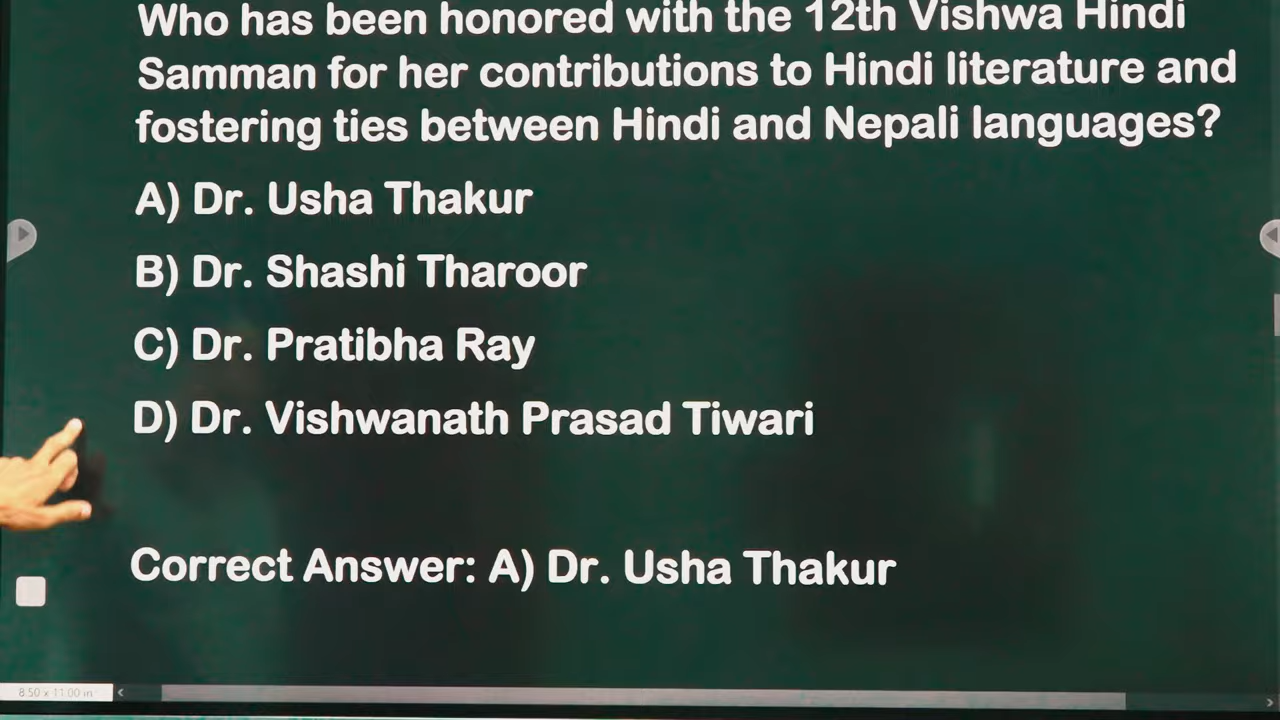 Who has been honored with the 12th Vishwa Hindi
Samman for her contributions to Hindi literature and
fostering ties between Hindi and Nepali languages?
A) Dr. Usha Thakur
B) Dr. Shashi Tharoor
C) Dr. Pratibha Ray
D) Dr. Vishwanath Prasad Tiwari
Correct Answer: A) Dr. Usha Thakur
8.50 x 11.00 in